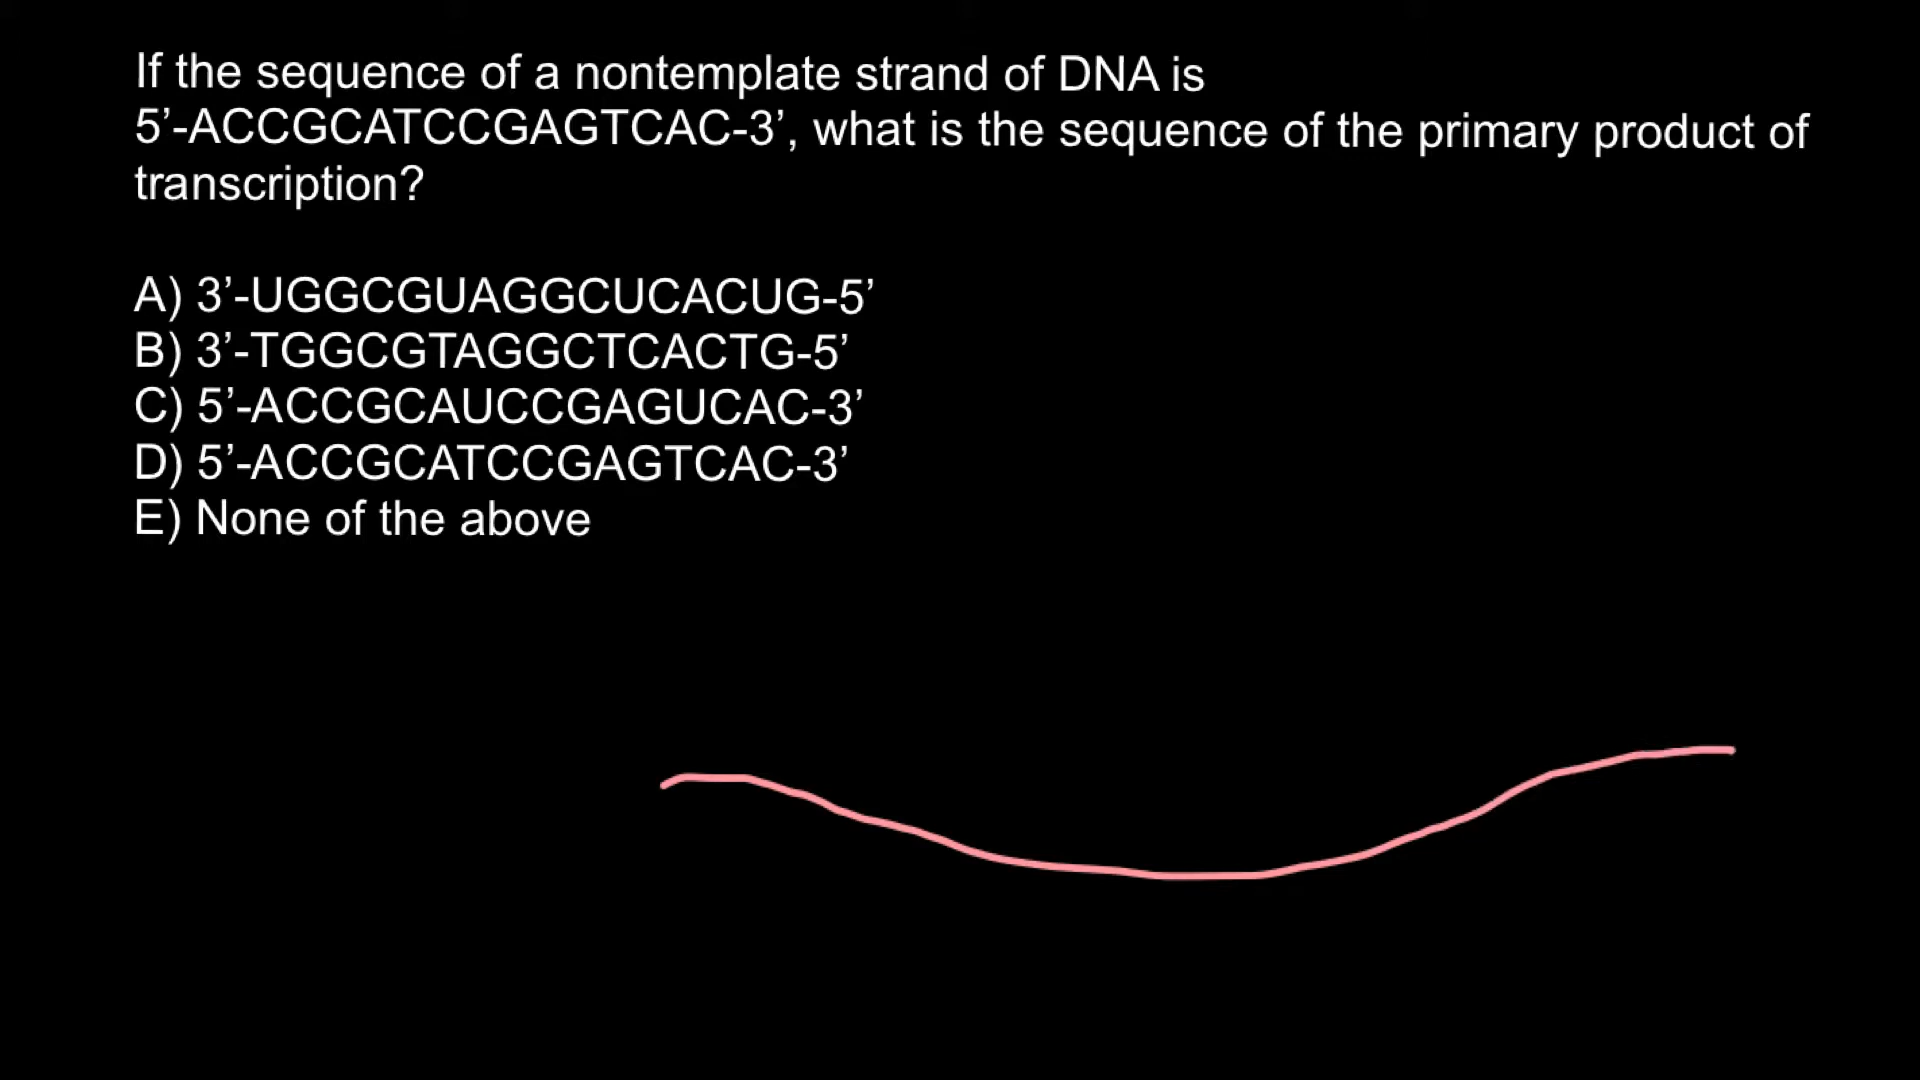 If the sequence of a nontemplate strand of DNA is
5’-ACCGCATCCGAGTCAC-3’, what is the sequence of the primary product of
transcription?
A) 3’-UGGCGUAGGCUCACUG-5’
B) 3’-TGGCGTAGGCTCACTG-5’
C) 5’-ACCGCAUCCGAGUCAC-3’
D) 5’-ACCGCATCCGAGTCAC-3’
E) None of the above